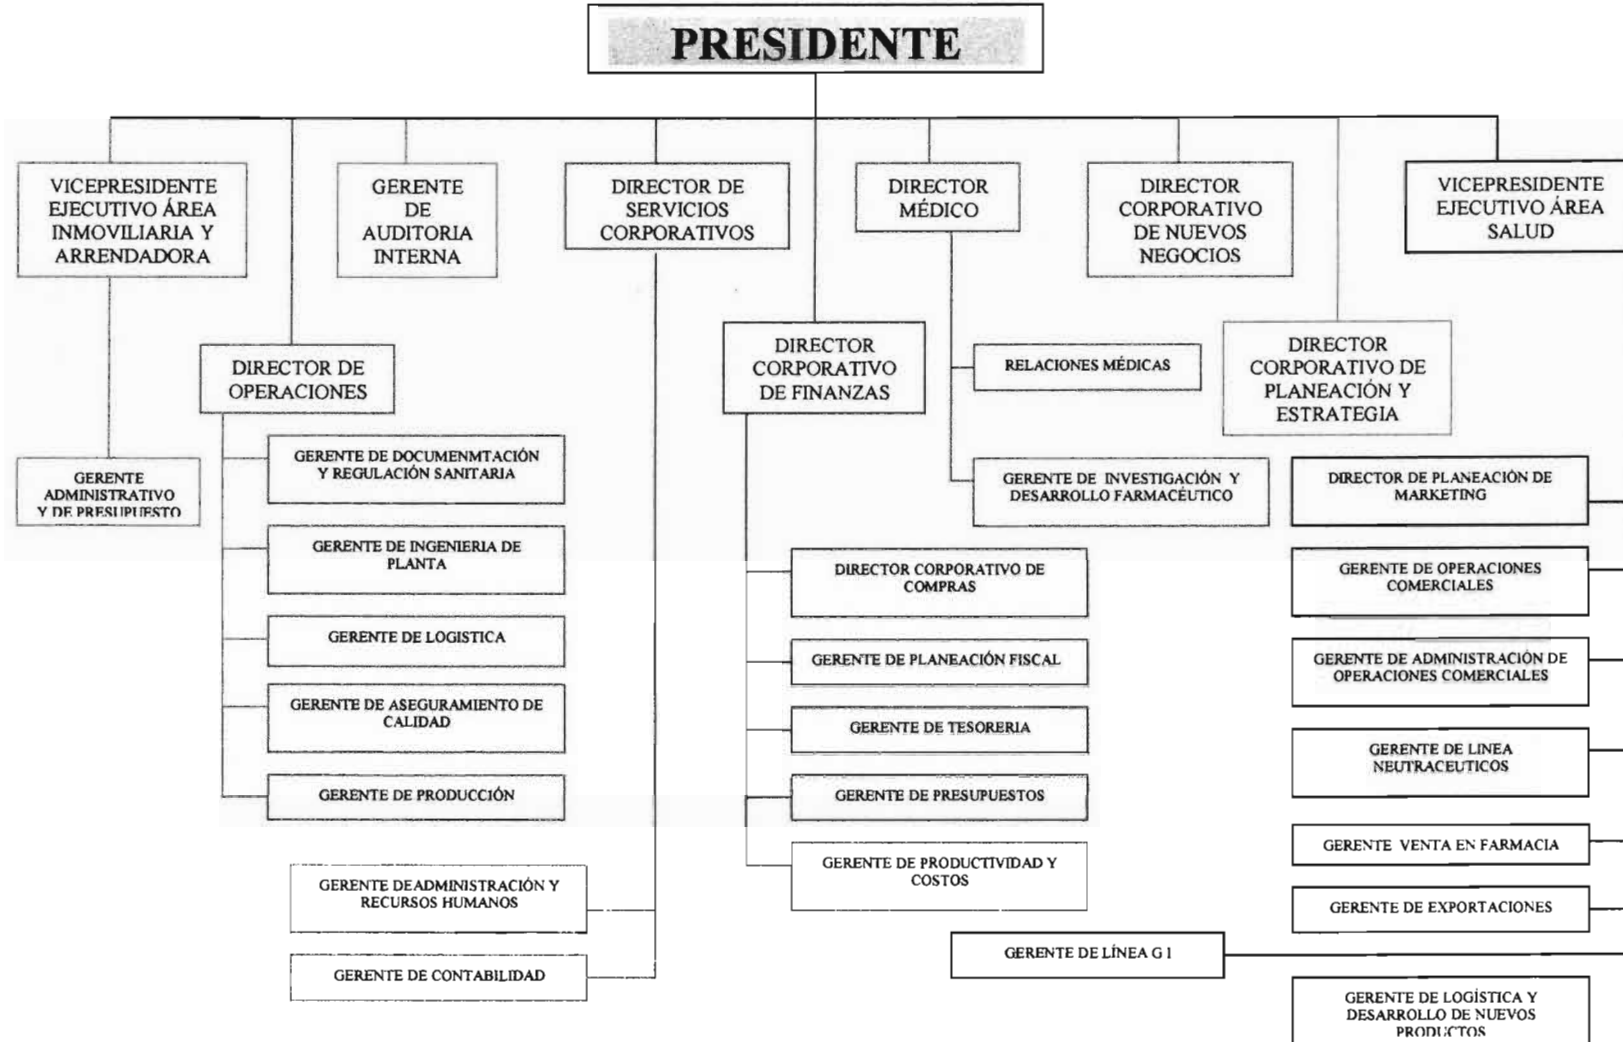 PRESIDENTE
VICEPRESIDENTE
EJECUTIVO ÁREA
INMOVILIARIA Y
ARRENDADORA
GERENTE
DE
AUDITORIA
INTERNA
DIRECTOR DE
SERVICIOS
CORPORATIVOS
DIRECTOR
MÉDICO
DIRECTOR
CORPORATIVO
DE NUEVOS
NEGOCIOS
VICEPRESIDENTE
EJECUTIVO ÁREA
SALUD
DIRECTOR DE
OPERACIONES
DIRECTOR
CORPORATIVO
DE FINANZAS
RELACIONES MÉDICAS
DIRECTOR
CORPORATIVO DE
PLANEACIÓN Y
ESTRATEGIA
GERENTE
ADMINISTRATIVO
Y DE PRESUPUESTO
GERENTE DE DOCUMENMTACIÓN
Y REGULACIÓN SANITARIA
GERENTE DE INVESTIGACIÓN Y
DESARROLLO FARMACÉUTICO
DIRECTOR DE PLANEACIÓN DE
MARKETING
GERENTE DE INGENIERIA DE
PLANTA
DIRECTOR CORPORATIVO DE
COMPRAS
GERENTE DE OPERACIONES
COMERCIALES
GERENTE DE LOGISTICA
GERENTE DE PLANEACIÓN FISCAL
GERENTE DE ADMINISTRACIÓN DE
OPERACIONES COMERCIALES
GERENTE DE ASEGURAMIENTO DE
CALIDAD
GERENTE DE TESORERIA
GERENTE DE LINEA
NEUTRACEUTICOS
GERENTE DE PRODUCCIÓN
GERENTE DE PRESUPUESTOS
GERENTE VENTA EN FARMACIA
GERENTE DE PRODUCTIVIDAD Y
COSTOS
GERENTE DEADMINISTRACIÓN Y
RECURSOS HUMANOS
GERENTE DE EXPORTACIONES
GERENTE DE LÍNEA G I
GERENTE DE CONTABILIDAD
GERENTE DE LOGÍSTICA Y
DESARROLLO DE NUEVOS
PRODUCTOS